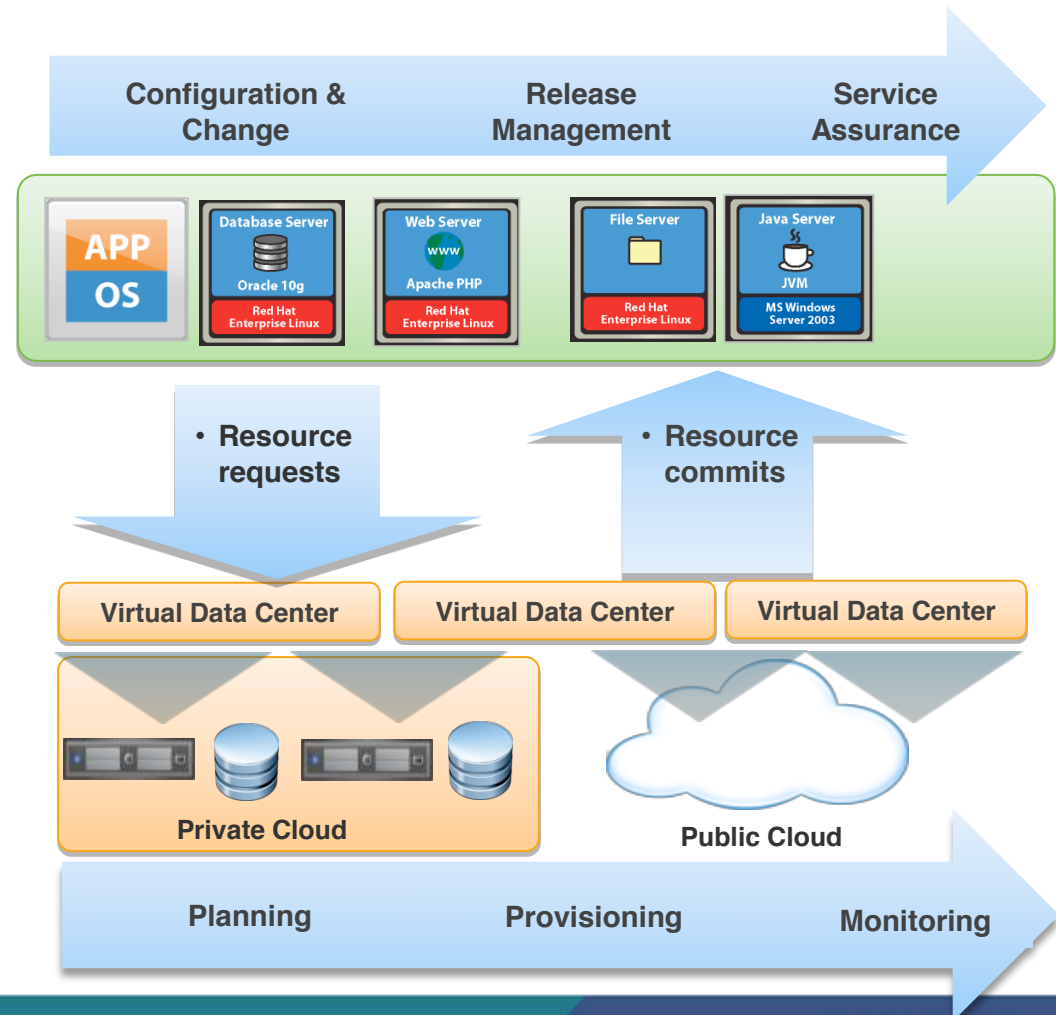 Configuration &
Change
Release
Management
Service
Assurance
APP
OS
Database Server
Oracle 10g
Red Hat
Enterprise Linux
Web Server
www
Apache PHP
Red Hat
Enterprise Linux
File Server
Red Hat
Enterprise Linux
Java Server
JVM
MS Windows
Server 2003
• Resource
requests
• Resource
commits
Virtual Data Center
Virtual Data Center
Virtual Data Center
Private Cloud
Public Cloud
Planning
Provisioning
Monitoring